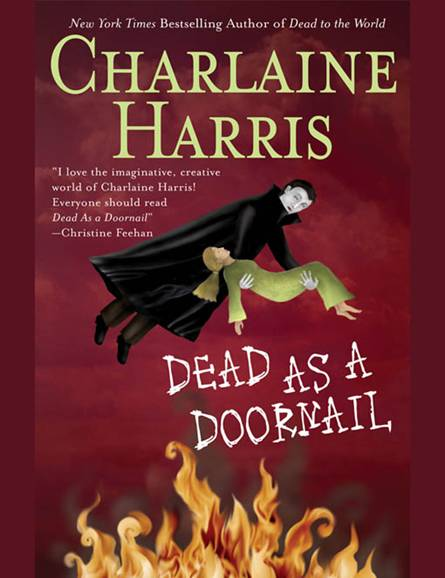 New York Times Bestselling Author of Dead to the World
CHARLAINE
HARRIS
"I love the imaginative, creative
world of Charlaine Harris!
Everyone should read
Dead As a Doornail"
—Christine Feehan
DEAD AS A
DOORNAIL